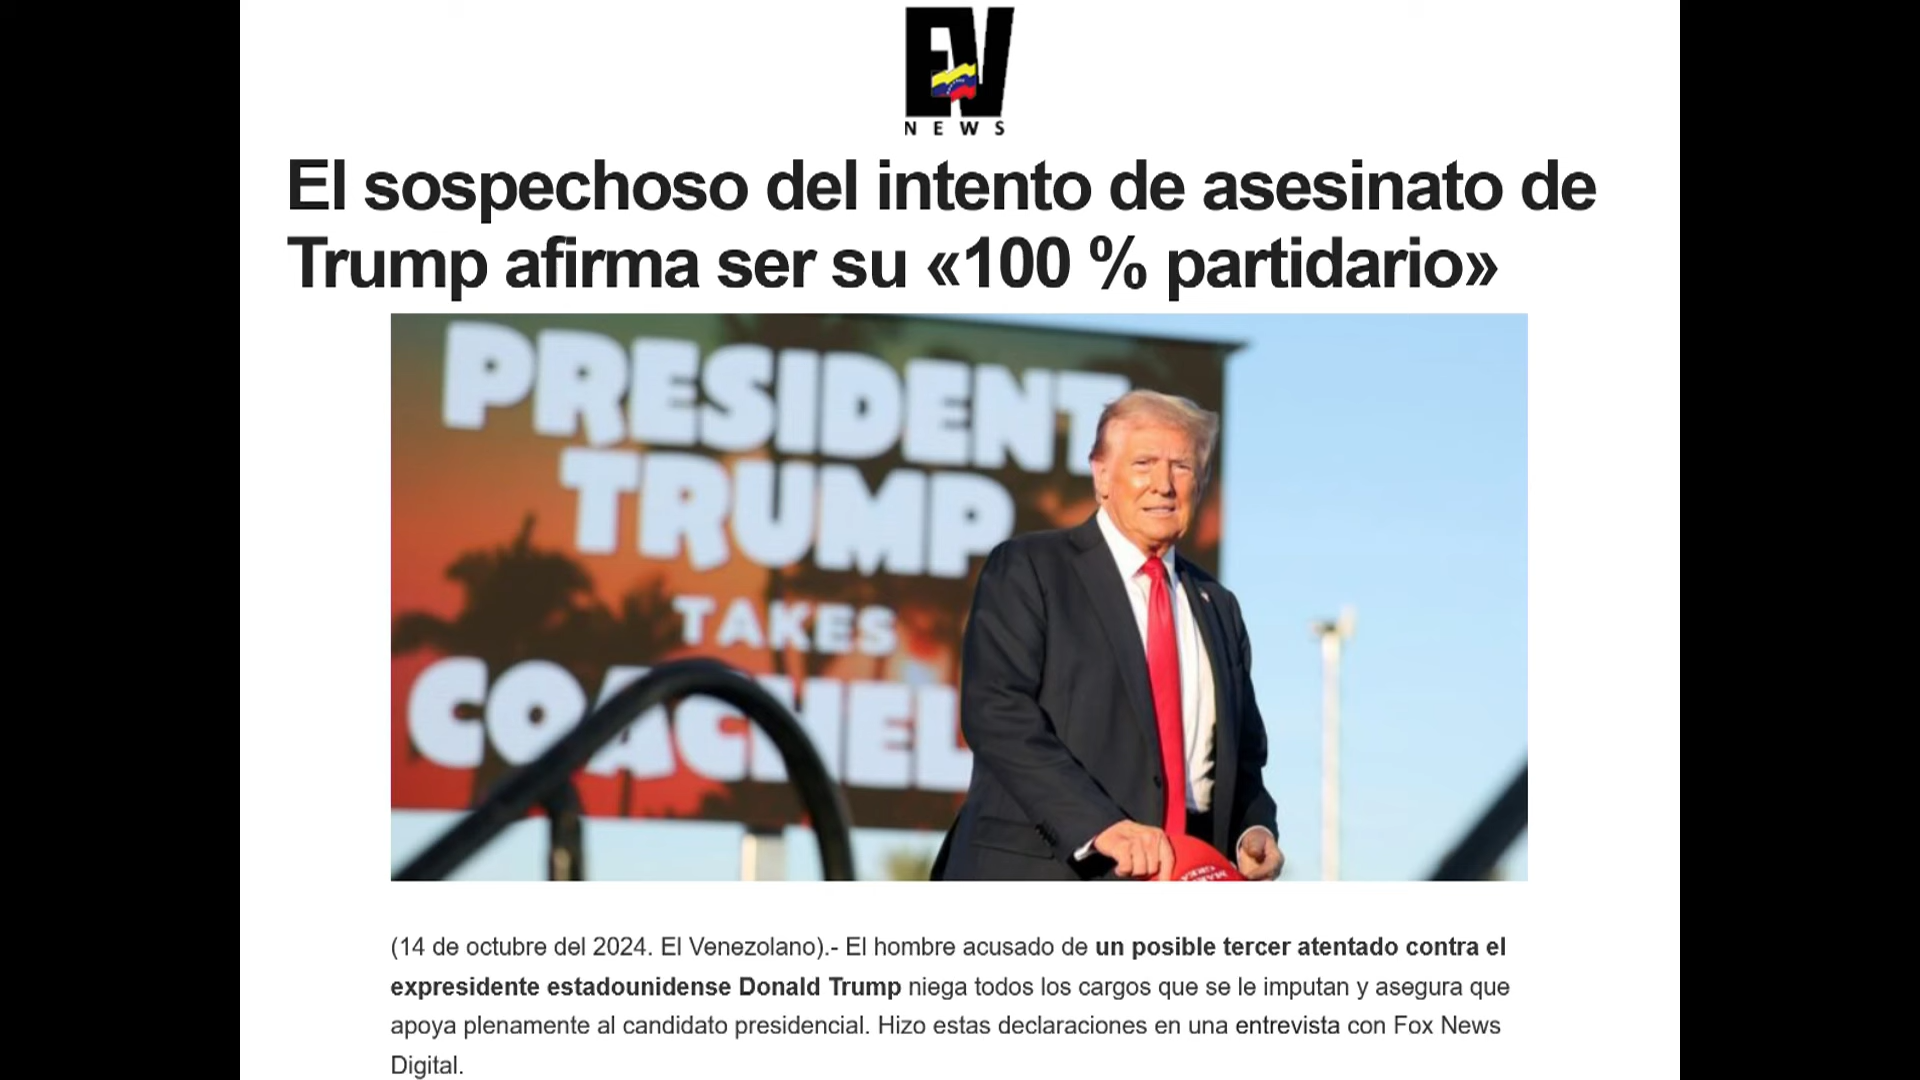 EV
NEWS
El sospechoso del intento de asesinato de
Trump afirma ser su «100 % partidario»
PRESIDENT
TRUMP
TAKES
COACHEL
(14 de octubre del 2024. El Venezolano).- El hombre acusado de un posible tercer atentado contra el
expresidente estadounidense Donald Trump niega todos los cargos que se le imputan y asegura que
apoya plenamente al candidato presidencial. Hizo estas declaraciones en una entrevista con Fox News
Digital.